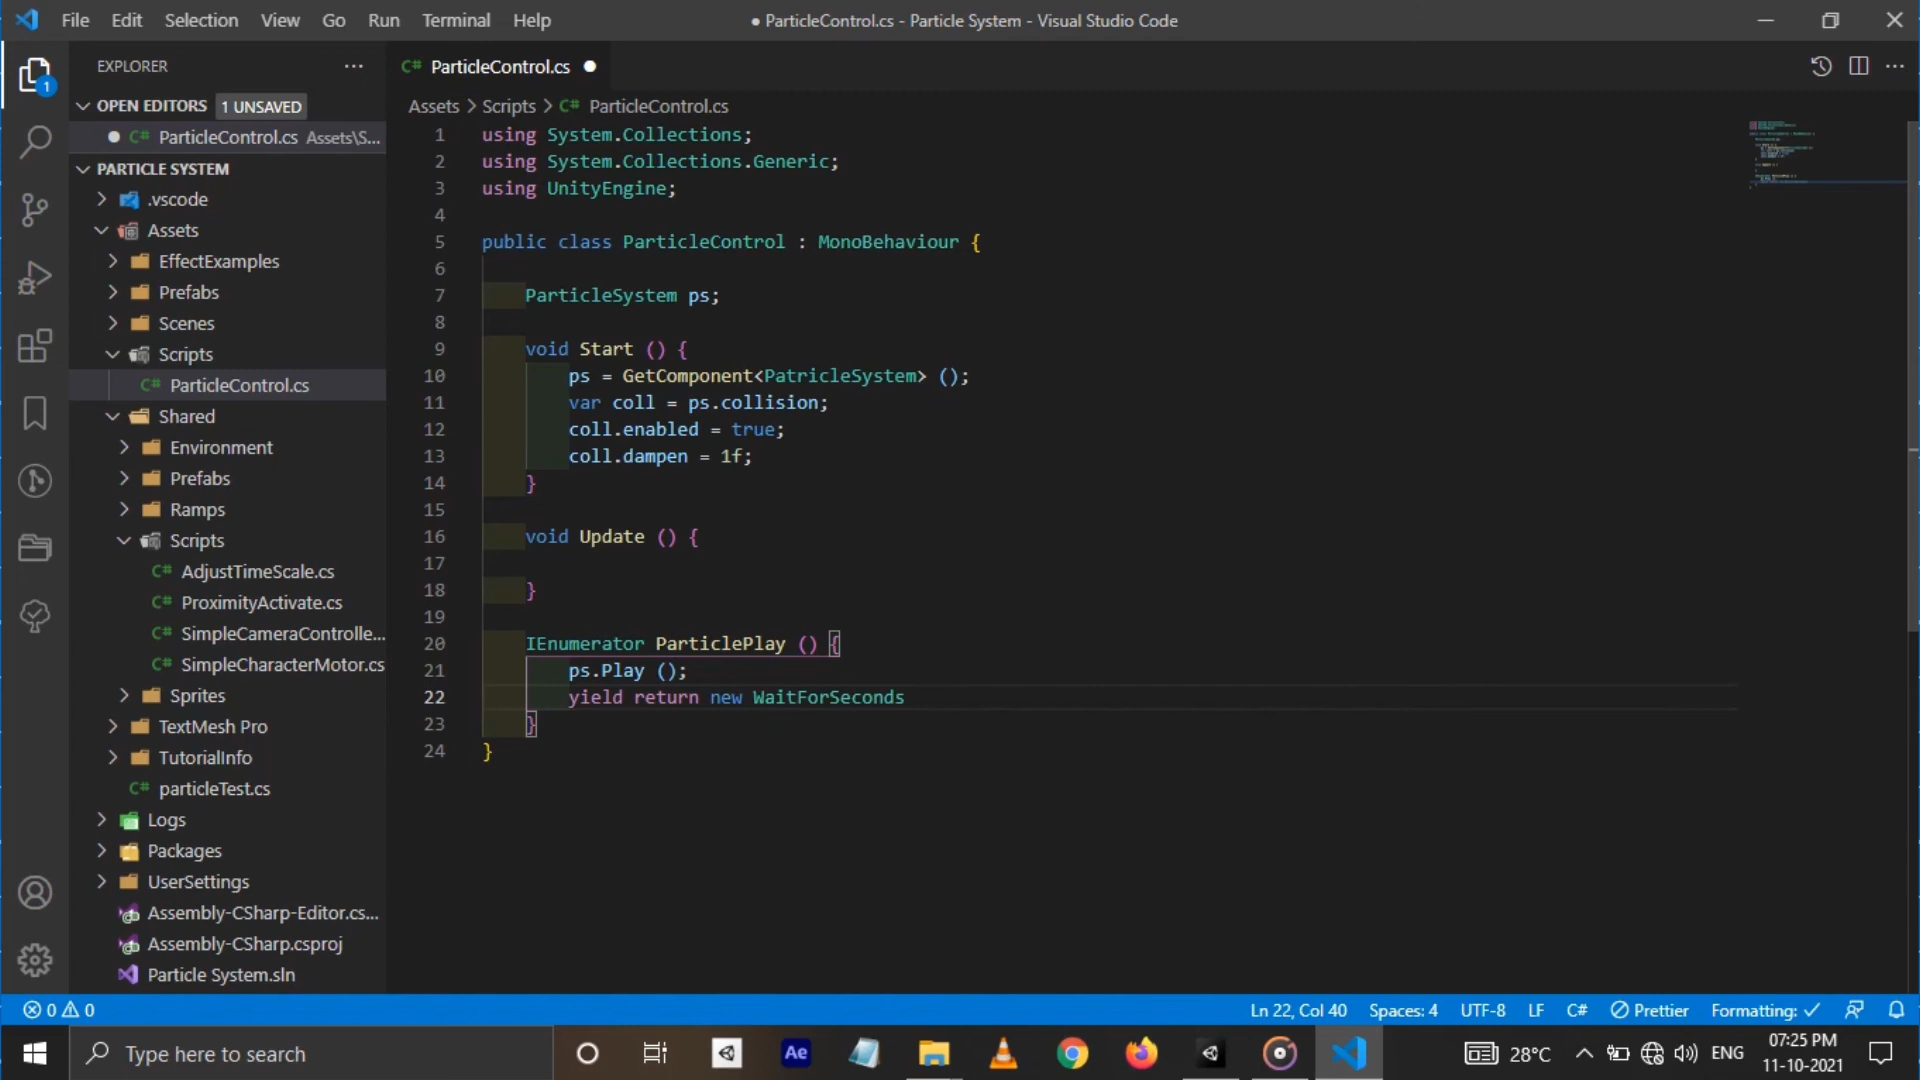 File Edit Selection View Go Run Terminal Help
● ParticleControl.cs - Particle System - Visual Studio Code
EXPLORER
OPEN EDITORS 1 UNSAVED
ParticleControl.cs Assets\S...
PARTICLE SYSTEM
.vscode
Assets
EffectExamples
Prefabs
Scenes
Scripts
C# ParticleControl.cs
Shared
Environment
Prefabs
Ramps
Scripts
C# AdjustTimeScale.cs
C# ProximityActivate.cs
C# SimpleCameraControlle...
C# SimpleCharacterMotor.cs
Sprites
TextMesh Pro
TutorialInfo
C# particleTest.cs
Logs
Packages
UserSettings
Assembly-CSharp-Editor.cs...
Assembly-CSharp.csproj
Particle System.sln
C# ParticleControl.cs ●
Assets > Scripts > C# ParticleControl.cs
1 using System.Collections;
2 using System.Collections.Generic;
3 using UnityEngine;
4
5 public class ParticleControl : MonoBehaviour {
6
7 ParticleSystem ps;
8
9 void Start () {
10 ps = GetComponent<PatricleSystem> ();
11 var coll = ps.collision;
12 coll.enabled = true;
13 coll.dampen = 1f;
14 }
15
16 void Update () {
17
18 }
19
20 IEnumerator ParticlePlay () {
21 ps.Play ();
22 yield return new WaitForSeconds
23 }
24 }
0 0
Ln 22, Col 40 Spaces: 4 UTF-8 LF C# Prettier Formatting: ✓
Type here to search
Ae
28°C ENG
07:25 PM
11-10-2021